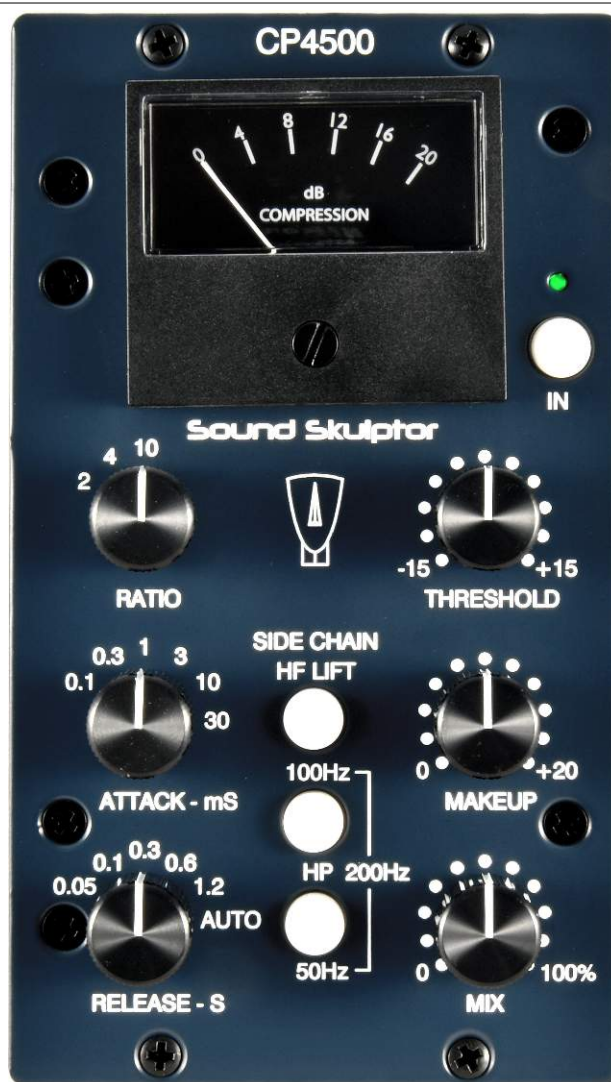 CP4500
0 4 8 12 16 20
dB
COMPRESSION
IN
Sound Skulptor
2 4 10
RATIO
-15 +15
THRESHOLD
SIDE CHAIN
HF LIFT
0.1 0.3 1 3 10 30
ATTACK - mS
0 +20
MAKEUP
100Hz
HP 200Hz
50Hz
0.05 0.1 0.3 0.6 1.2 AUTO
RELEASE - S
0 100%
MIX